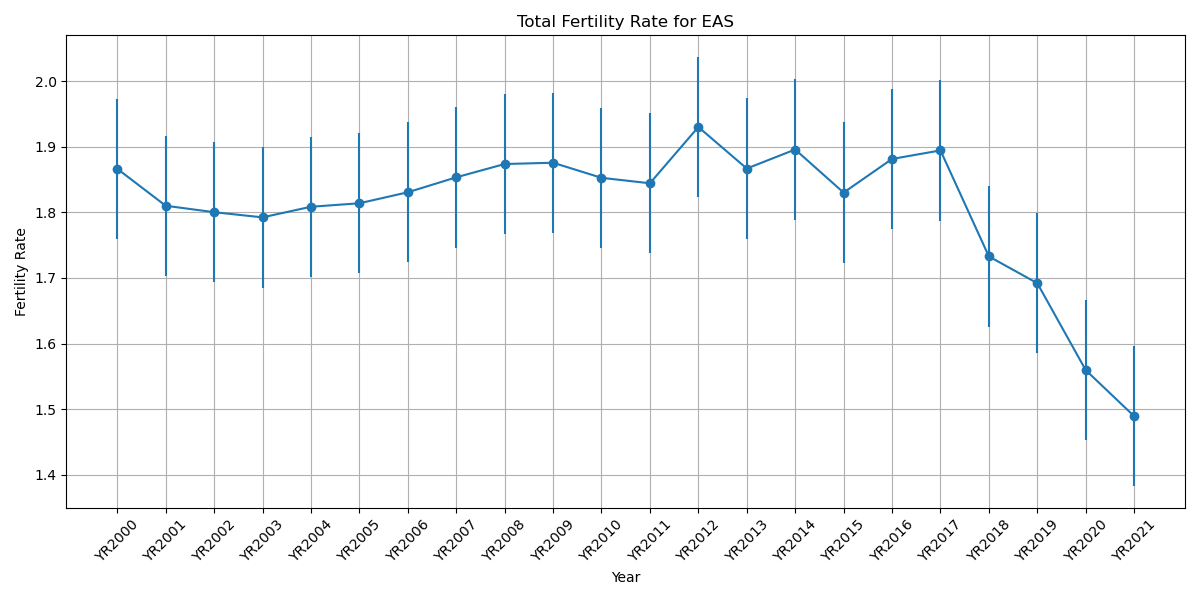 Total Fertility Rate for EAS
Fertility Rate
2.0
1.9
1.8
1.7
1.6
1.5
1.4
YR2000
YR2001
YR2002
YR2003
YR2004
YR2005
YR2006
YR2007
YR2008
YR2009
YR2010
YR2011
YR2012
YR2013
YR2014
YR2015
YR2016
YR2017
YR2018
YR2019
YR2020
YR2021
Year